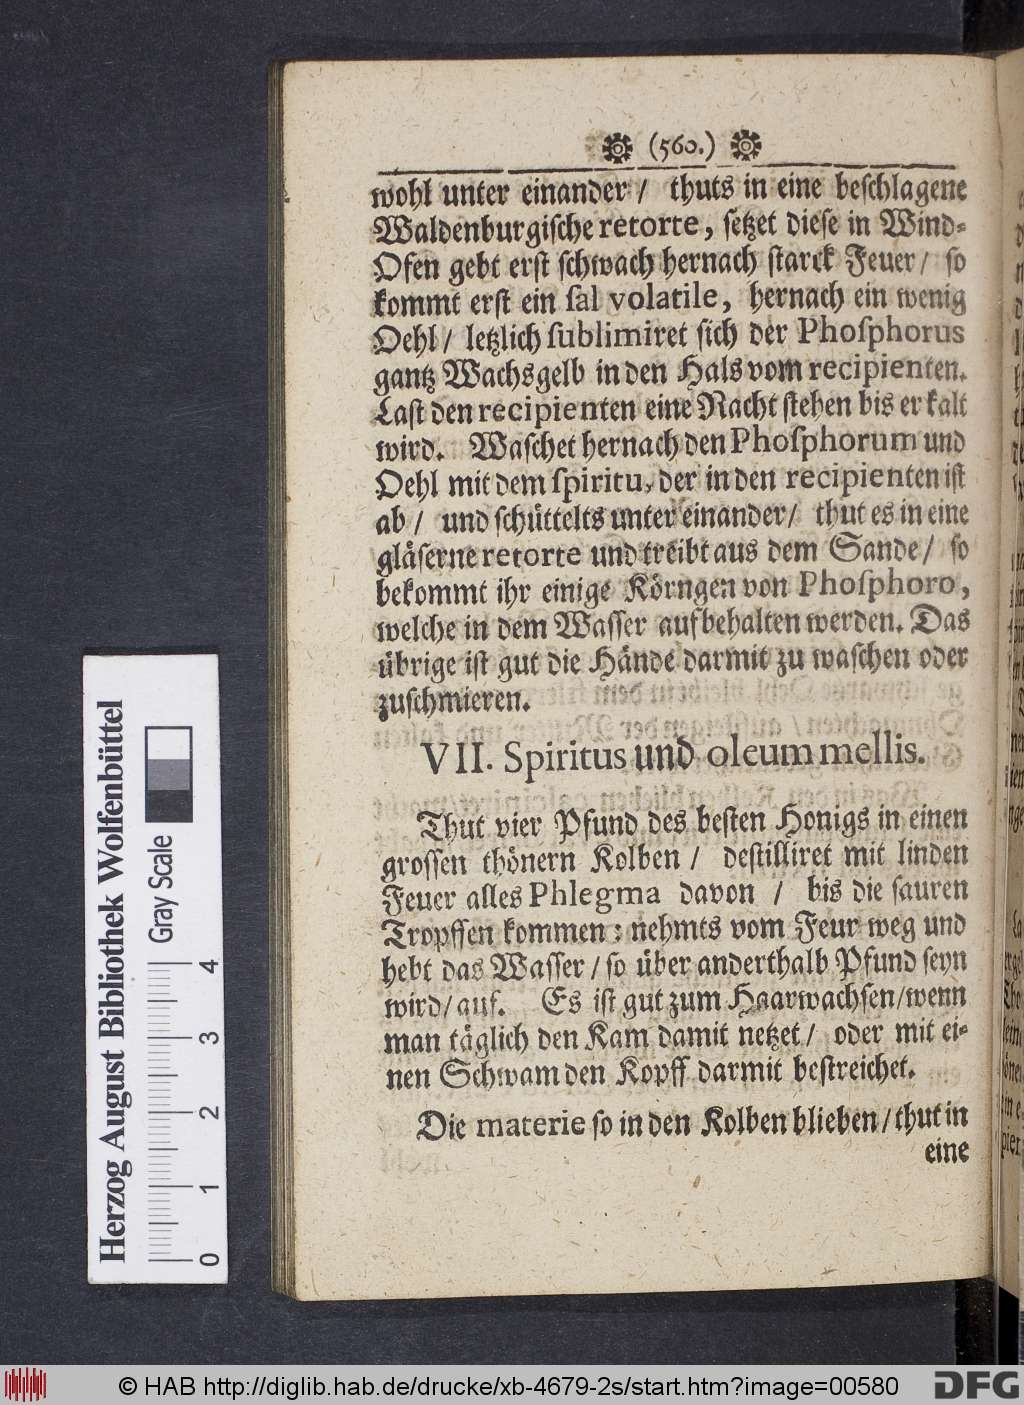 (560.)
wohl unter einander / thuts in eine beschlagene
Waldenburgische retorte, setzet diese in Wind-
Ofen gebt erst schwach hernach starck Feuer / so
kommt erst ein sal volatile, hernach ein wenig
Oehl / letzlich sublimiret sich der Phosphorus
gantz Wachsgelb in den Hals vom recipienten.
Last den recipienten eine Nacht stehen bis er kalt
wird. Waschet hernach den Phosphorum und
Oehl mit dem spiritu, der in den recipienten ist
ab / und schüttelts unter einander / thut es in eine
gläserne retorte und treibt aus dem Sande / so
bekommt ihr einige Körngen von Phosphoro,
welche in dem Wasser aufbehalten werden. Das
übrige ist gut die Hände darmit zu waschen oder
zuschmieren.
VII. Spiritus und oleum mellis.
Thut vier Pfund des besten Honigs in einen
grossen thönern Kolben / destilliret mit linden
Feuer alles Phlegma davon / bis die sauren
Tropffen kommen: nehmts vom Feur weg und
hebt das Wasser / so über anderthalb Pfund seyn
wird / auf. Es ist gut zum Haarwachsen / wenn
man täglich den Kam damit netzet / oder mit ei-
nen Schwam den Kopff darmit bestreichet.
Die materie so in den Kolben blieben / thut in
eine
Herzog August Bibliothek Wolfenbüttel
Gray Scale
0 1 2 3 4
© HAB http://diglib.hab.de/drucke/xb-4679-2s/start.htm?image=00580
DFG